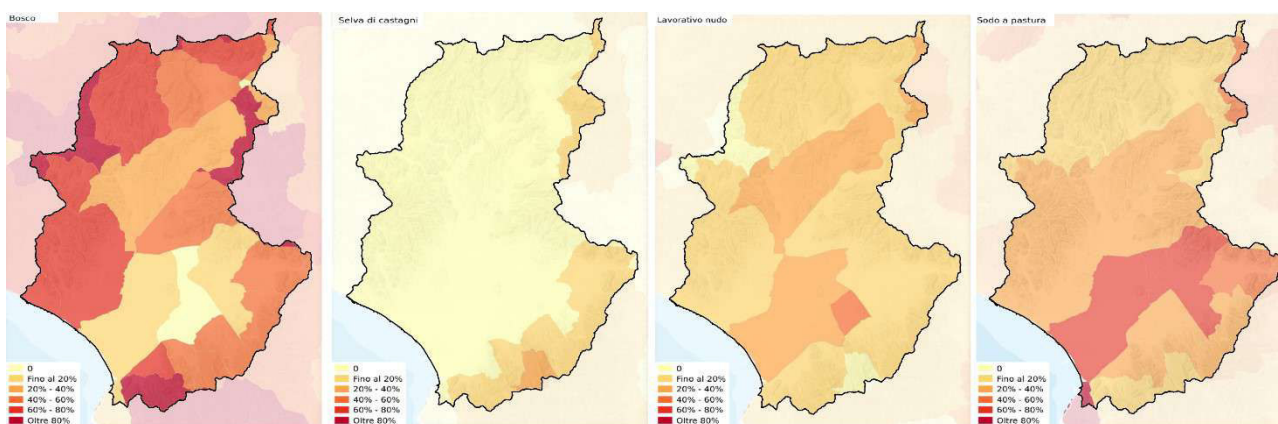 Bosco
0
Fino al 20%
20% - 40%
40% - 60%
60% - 80%
Oltre 80%
Selva di castagni
0
Fino al 20%
20% - 40%
40% - 60%
60% - 80%
Oltre 80%
Lavorativo nudo
0
Fino al 20%
20% - 40%
40% - 60%
60% - 80%
Oltre 80%
Sodo a pastura
0
Fino al 20%
20% - 40%
40% - 60%
60% - 80%
Oltre 80%